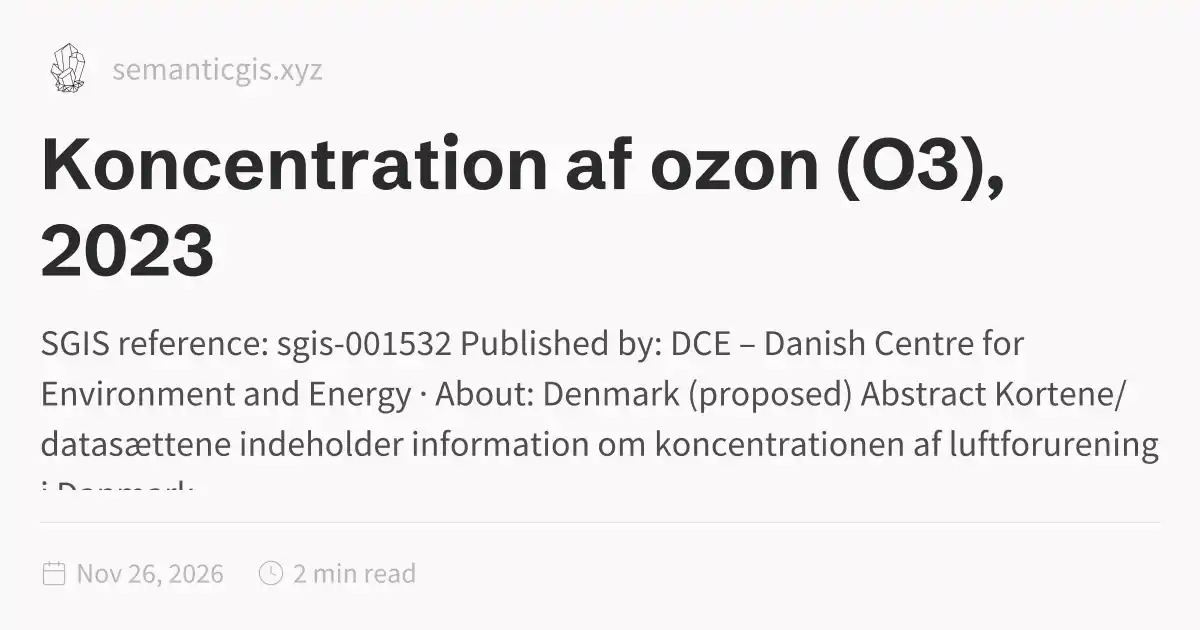 semanticgis.xyz
Koncentration af ozon (O3),
2023
SGIS reference: sgis-001532 Published by: DCE – Danish Centre for
Environment and Energy · About: Denmark (proposed) Abstract Kortene/
datasættene indeholder information om koncentrationen af luftforurening
i Danmark
Nov 26, 2026
2 min read